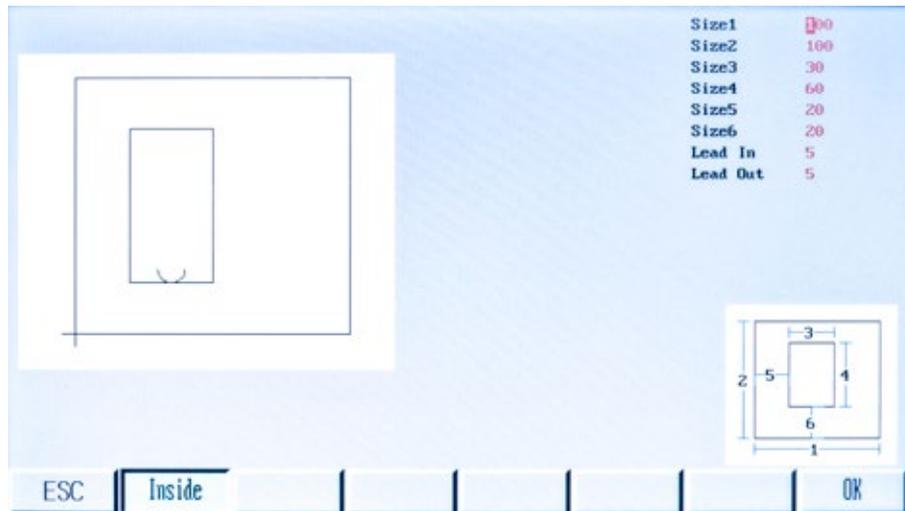 Size1 100
Size2 100
Size3 30
Size4 60
Size5 20
Size6 20
Lead In 5
Lead Out 5
3
2 5 4
6
1
ESC Inside OK